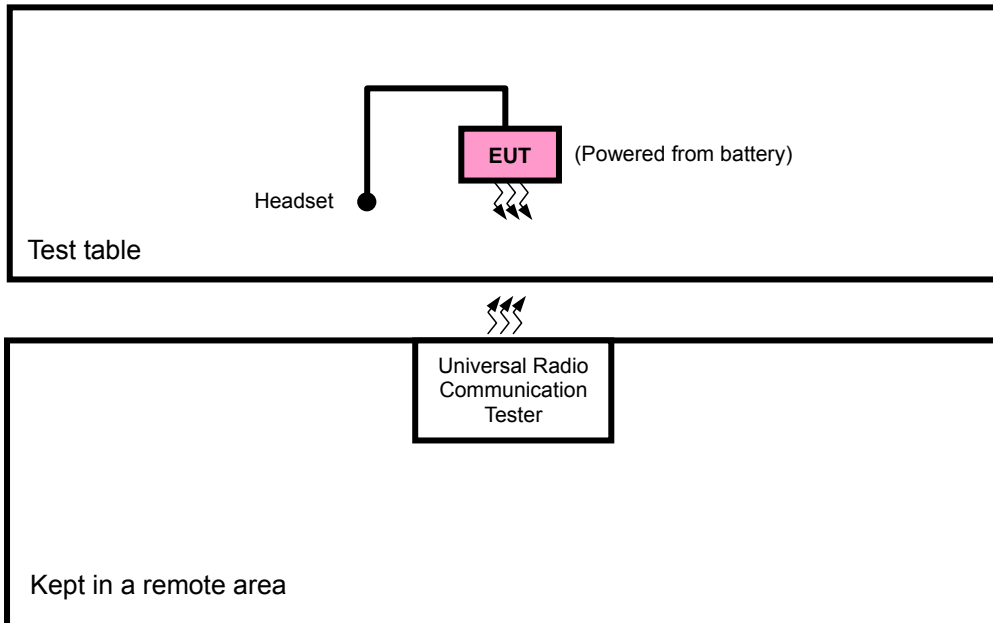 EUT
(Powered from battery)
Headset
Test table
Universal Radio
Communication
Tester
Kept in a remote area